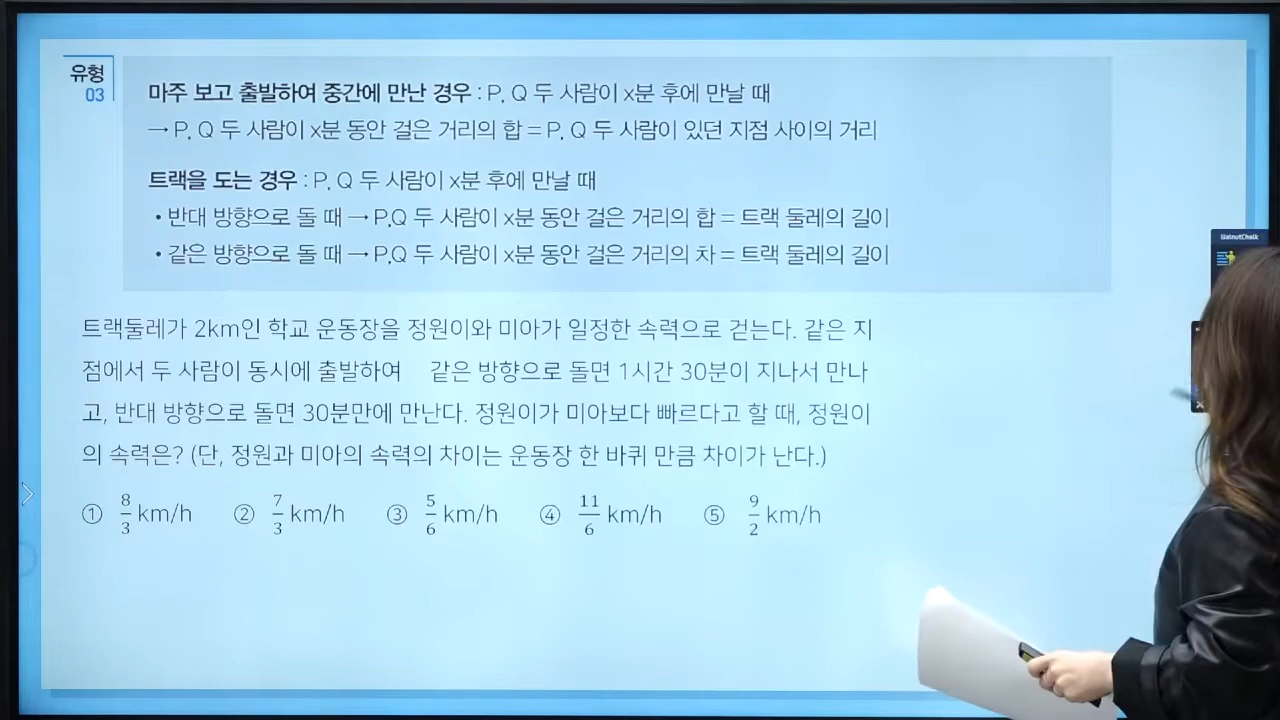 유형
03
마주 보고 출발하여 중간에 만난 경우 : P, Q 두 사람이 x분 후에 만날 때
→ P, Q 두 사람이 x분 동안 걸은 거리의 합 = P, Q 두 사람이 있던 지점 사이의 거리
트랙을 도는 경우 : P, Q 두 사람이 x분 후에 만날 때
• 반대 방향으로 돌 때 → P,Q 두 사람이 x분 동안 걸은 거리의 합 = 트랙 둘레의 길이
• 같은 방향으로 돌 때 → P,Q 두 사람이 x분 동안 걸은 거리의 차 = 트랙 둘레의 길이
WalnutChalk
트랙둘레가 2km인 학교 운동장을 정원이와 미아가 일정한 속력으로 걷는다. 같은 지
점에서 두 사람이 동시에 출발하여 같은 방향으로 돌면 1시간 30분이 지나서 만나
고, 반대 방향으로 돌면 30분만에 만난다. 정원이가 미아보다 빠르다고 할 때, 정원이
의 속력은? (단, 정원과 미아의 속력의 차이는 운동장 한 바퀴 만큼 차이가 난다.)
① 8/3 km/h ② 7/3 km/h ③ 5/6 km/h ④ 11/6 km/h ⑤ 9/2 km/h